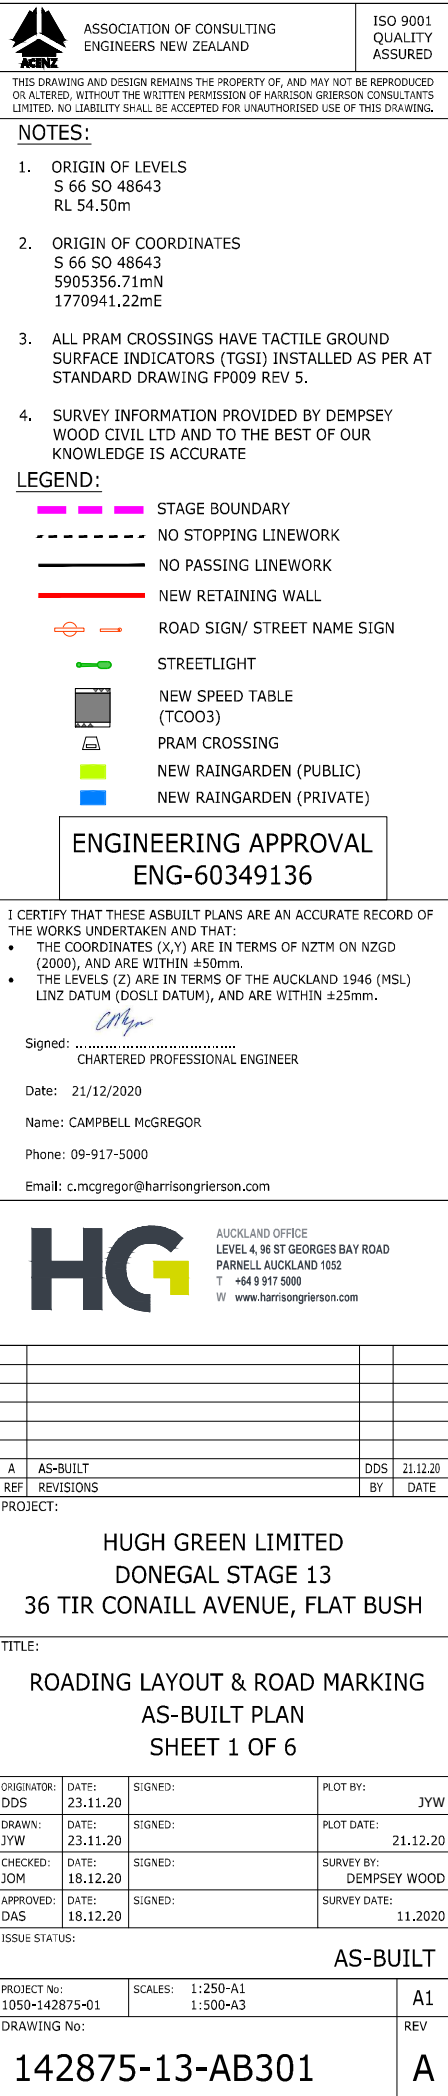 ACENZ
ASSOCIATION OF CONSULTING
ENGINEERS NEW ZEALAND
ISO 9001
QUALITY
ASSURED
THIS DRAWING AND DESIGN REMAINS THE PROPERTY OF, AND MAY NOT BE REPRODUCED
OR ALTERED, WITHOUT THE WRITTEN PERMISSION OF HARRISON GRIERSON CONSULTANTS
LIMITED. NO LIABILITY SHALL BE ACCEPTED FOR UNAUTHORISED USE OF THIS DRAWING.
NOTES:
1. ORIGIN OF LEVELS
S 66 SO 48643
RL 54.50m
2. ORIGIN OF COORDINATES
S 66 SO 48643
5905356.71mN
1770941.22mE
3. ALL PRAM CROSSINGS HAVE TACTILE GROUND
SURFACE INDICATORS (TGSI) INSTALLED AS PER AT
STANDARD DRAWING FP009 REV 5.
4. SURVEY INFORMATION PROVIDED BY DEMPSEY
WOOD CIVIL LTD AND TO THE BEST OF OUR
KNOWLEDGE IS ACCURATE
LEGEND:
STAGE BOUNDARY
NO STOPPING LINEWORK
NO PASSING LINEWORK
NEW RETAINING WALL
ROAD SIGN/ STREET NAME SIGN
STREETLIGHT
NEW SPEED TABLE
(TCOO3)
PRAM CROSSING
NEW RAINGARDEN (PUBLIC)
NEW RAINGARDEN (PRIVATE)
ENGINEERING APPROVAL
ENG-60349136
I CERTIFY THAT THESE ASBUILT PLANS ARE AN ACCURATE RECORD OF
THE WORKS UNDERTAKEN AND THAT:
• THE COORDINATES (X,Y) ARE IN TERMS OF NZTM ON NZGD
(2000), AND ARE WITHIN ±50mm.
• THE LEVELS (Z) ARE IN TERMS OF THE AUCKLAND 1946 (MSL)
LINZ DATUM (DOSLI DATUM), AND ARE WITHIN ±25mm.
Signed: ....................................
CHARTERED PROFESSIONAL ENGINEER
Date: 21/12/2020
Name: CAMPBELL McGREGOR
Phone: 09-917-5000
Email: c.mcgregor@harrisongrierson.com
HG
AUCKLAND OFFICE
LEVEL 4, 96 ST GEORGES BAY ROAD
PARNELL AUCKLAND 1052
T +64 9 917 5000
W www.harrisongrierson.com
A AS-BUILT DDS 21.12.20
REF REVISIONS BY DATE
PROJECT:
HUGH GREEN LIMITED
DONEGAL STAGE 13
36 TIR CONAILL AVENUE, FLAT BUSH
TITLE:
ROADING LAYOUT & ROAD MARKING
AS-BUILT PLAN
SHEET 1 OF 6
ORIGINATOR: DATE: SIGNED: PLOT BY:
DDS 23.11.20 JYW
DRAWN: DATE: SIGNED: PLOT DATE:
JYW 23.11.20 21.12.20
CHECKED: DATE: SIGNED: SURVEY BY:
JOM 18.12.20 DEMPSEY WOOD
APPROVED: DATE: SIGNED: SURVEY DATE:
DAS 18.12.20 11.2020
ISSUE STATUS:
AS-BUILT
PROJECT No: SCALES: 1:250-A1 A1
1050-142875-01 1:500-A3
DRAWING No: REV
142875-13-AB301 A